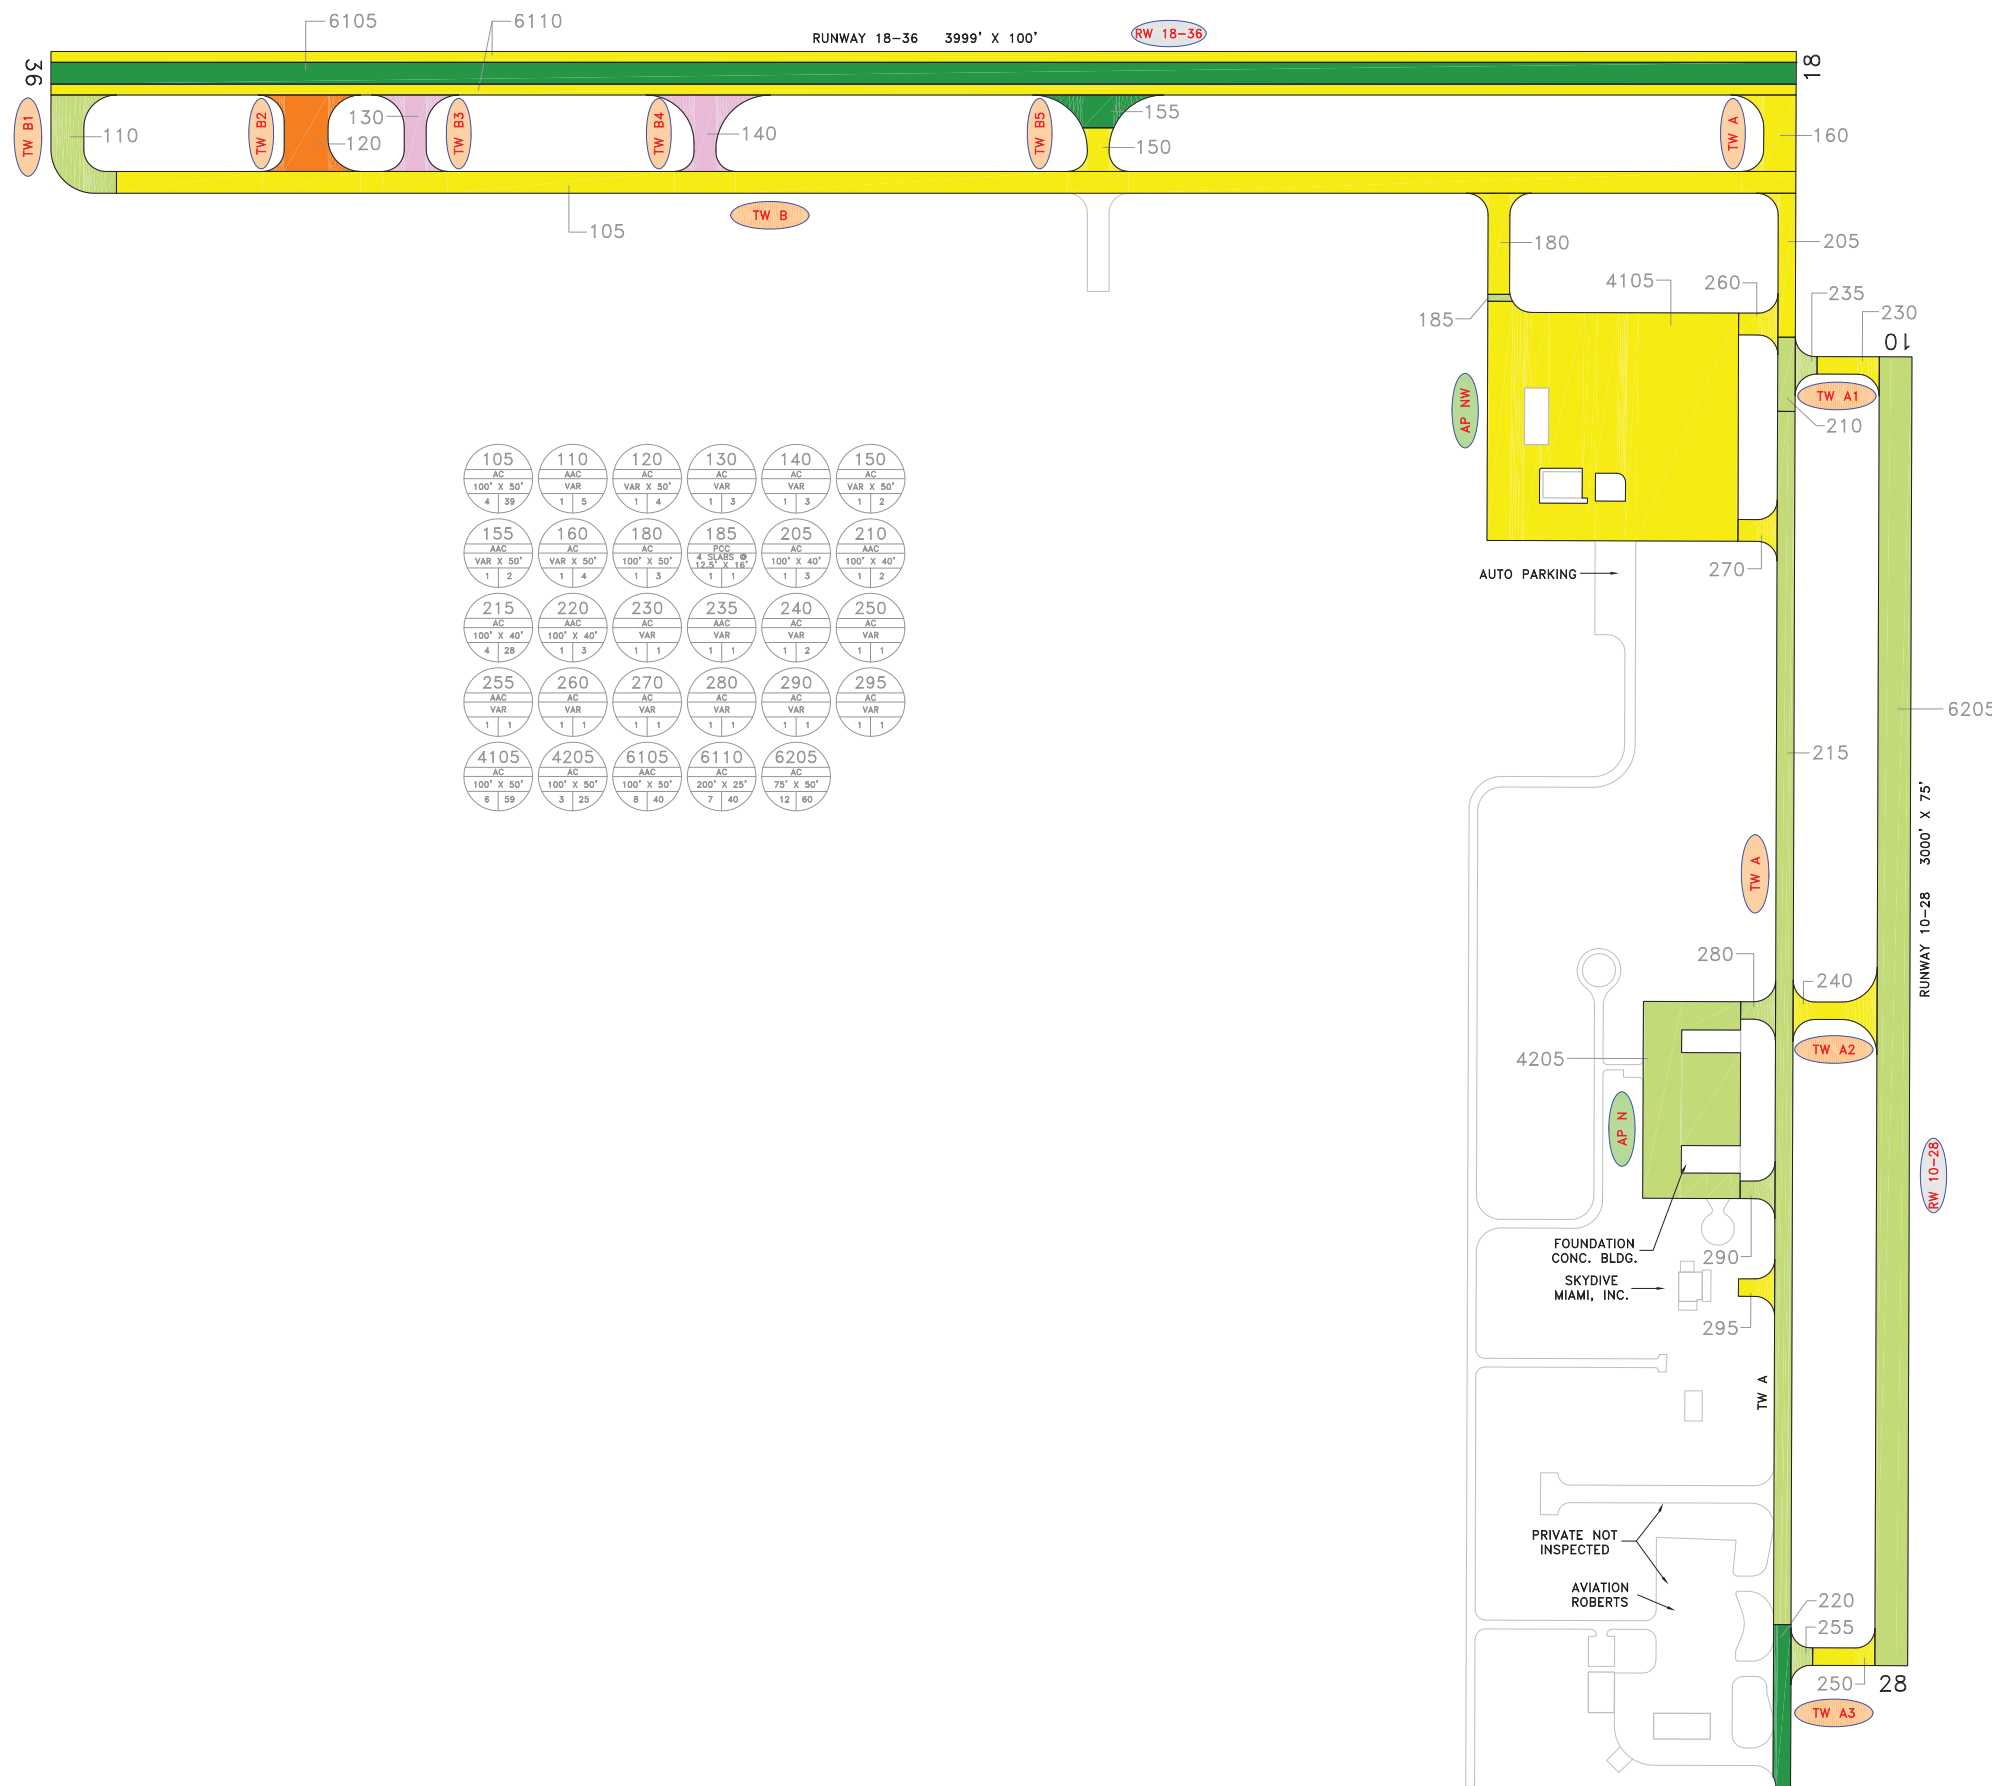 6105
6110
RUNWAY 18-36 3999' X 100'
RW 18-36
36
18
TW B1
110
TW B2
120
130
TW B3
TW B4
140
TW B5
155
150
TW A
160
105
TW B
180
205
4105
260
235
230
185
10
AP NW
TW A1
210
105
AC
100' X 50'
4 39
110
AAC
VAR
1 5
120
AC
VAR X 50'
1 4
130
AC
VAR
1 3
140
AC
VAR
1 3
150
AC
VAR X 50'
1 2
155
AAC
VAR X 50'
1 2
160
AC
VAR X 50'
1 4
180
AC
100' X 50'
1 3
185
PCC
4 SLABS @
12.5' X 16'
1 1
205
AC
100' X 40'
1 3
210
AAC
100' X 40'
1 2
215
AC
100' X 40'
4 28
220
AAC
100' X 40'
1 3
230
AC
VAR
1 1
235
AAC
VAR
1 1
240
AC
VAR
1 2
250
AC
VAR
1 1
255
AAC
VAR
1 1
260
AC
VAR
1 1
270
AC
VAR
1 1
280
AC
VAR
1 1
290
AC
VAR
1 1
295
AC
VAR
1 1
4105
AC
100' X 50'
6 59
4205
AC
100' X 50'
3 25
6105
AAC
100' X 50'
8 40
6110
AC
200' X 25'
7 40
6205
AC
75' X 50'
12 60
AUTO PARKING
270
6205
215
RUNWAY 10-28 3000' X 75'
TW A
280
240
TW A2
4205
AP N
RW 10-28
FOUNDATION
CONC. BLDG.
290
SKYDIVE
MIAMI, INC.
295
TW A
PRIVATE NOT
INSPECTED
AVIATION
ROBERTS
220
255
250
28
TW A3